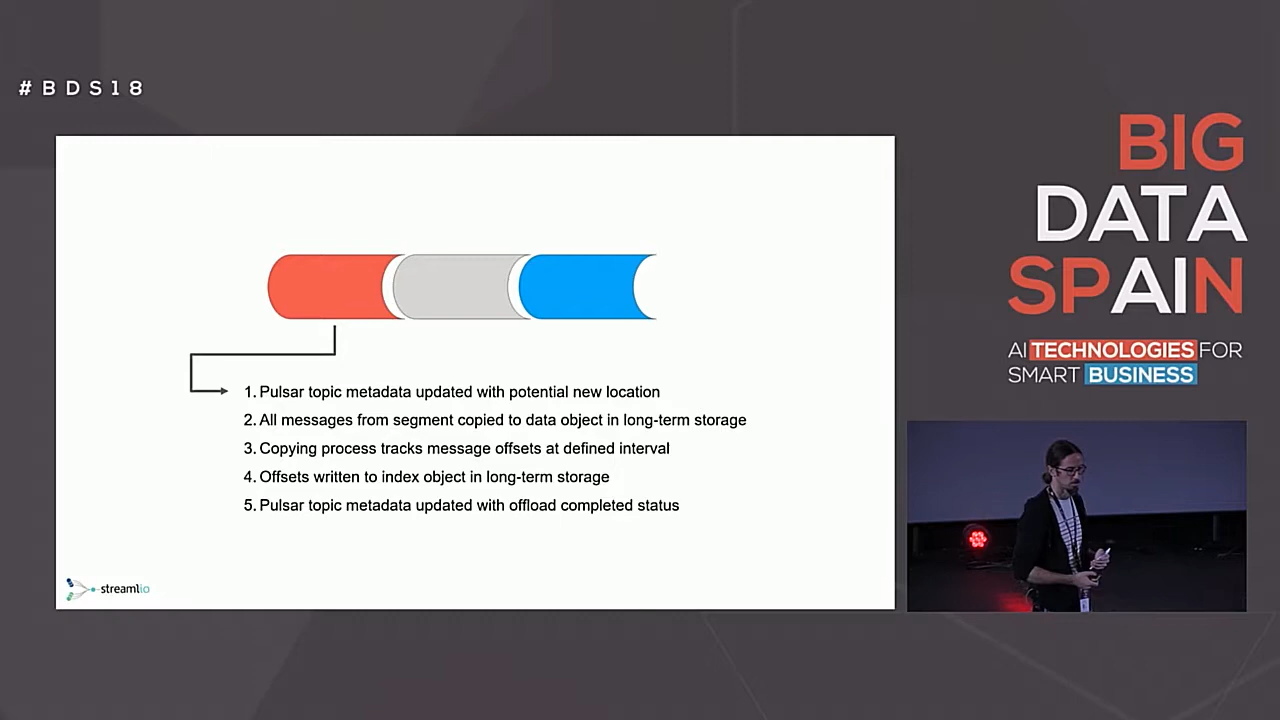 #BDS18
BIG
DATA
SPAIN
AI TECHNOLOGIES FOR
SMART BUSINESS
1. Pulsar topic metadata updated with potential new location
2. All messages from segment copied to data object in long-term storage
3. Copying process tracks message offsets at defined interval
4. Offsets written to index object in long-term storage
5. Pulsar topic metadata updated with offload completed status
streamlio